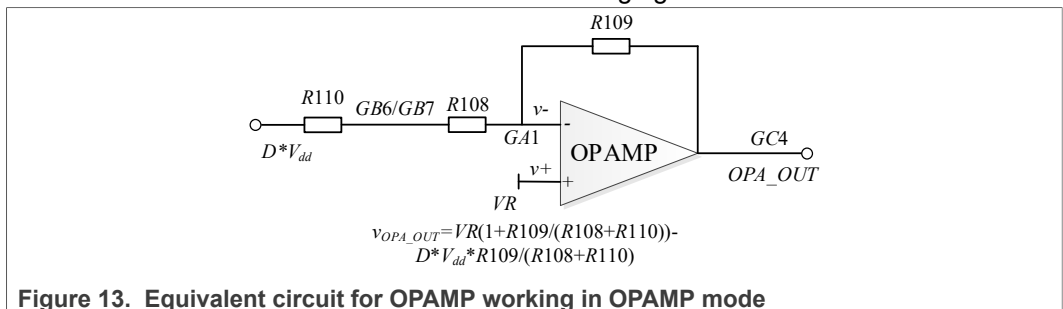 R109
R110
GB6/GB7
R108
v-
-
GA1
OPAMP
GC4
D*Vdd
v+
+
OPA_OUT
VR
vOPA_OUT=VR(1+R109/(R108+R110))-
D*Vdd*R109/(R108+R110)
Figure 13. Equivalent circuit for OPAMP working in OPAMP mode